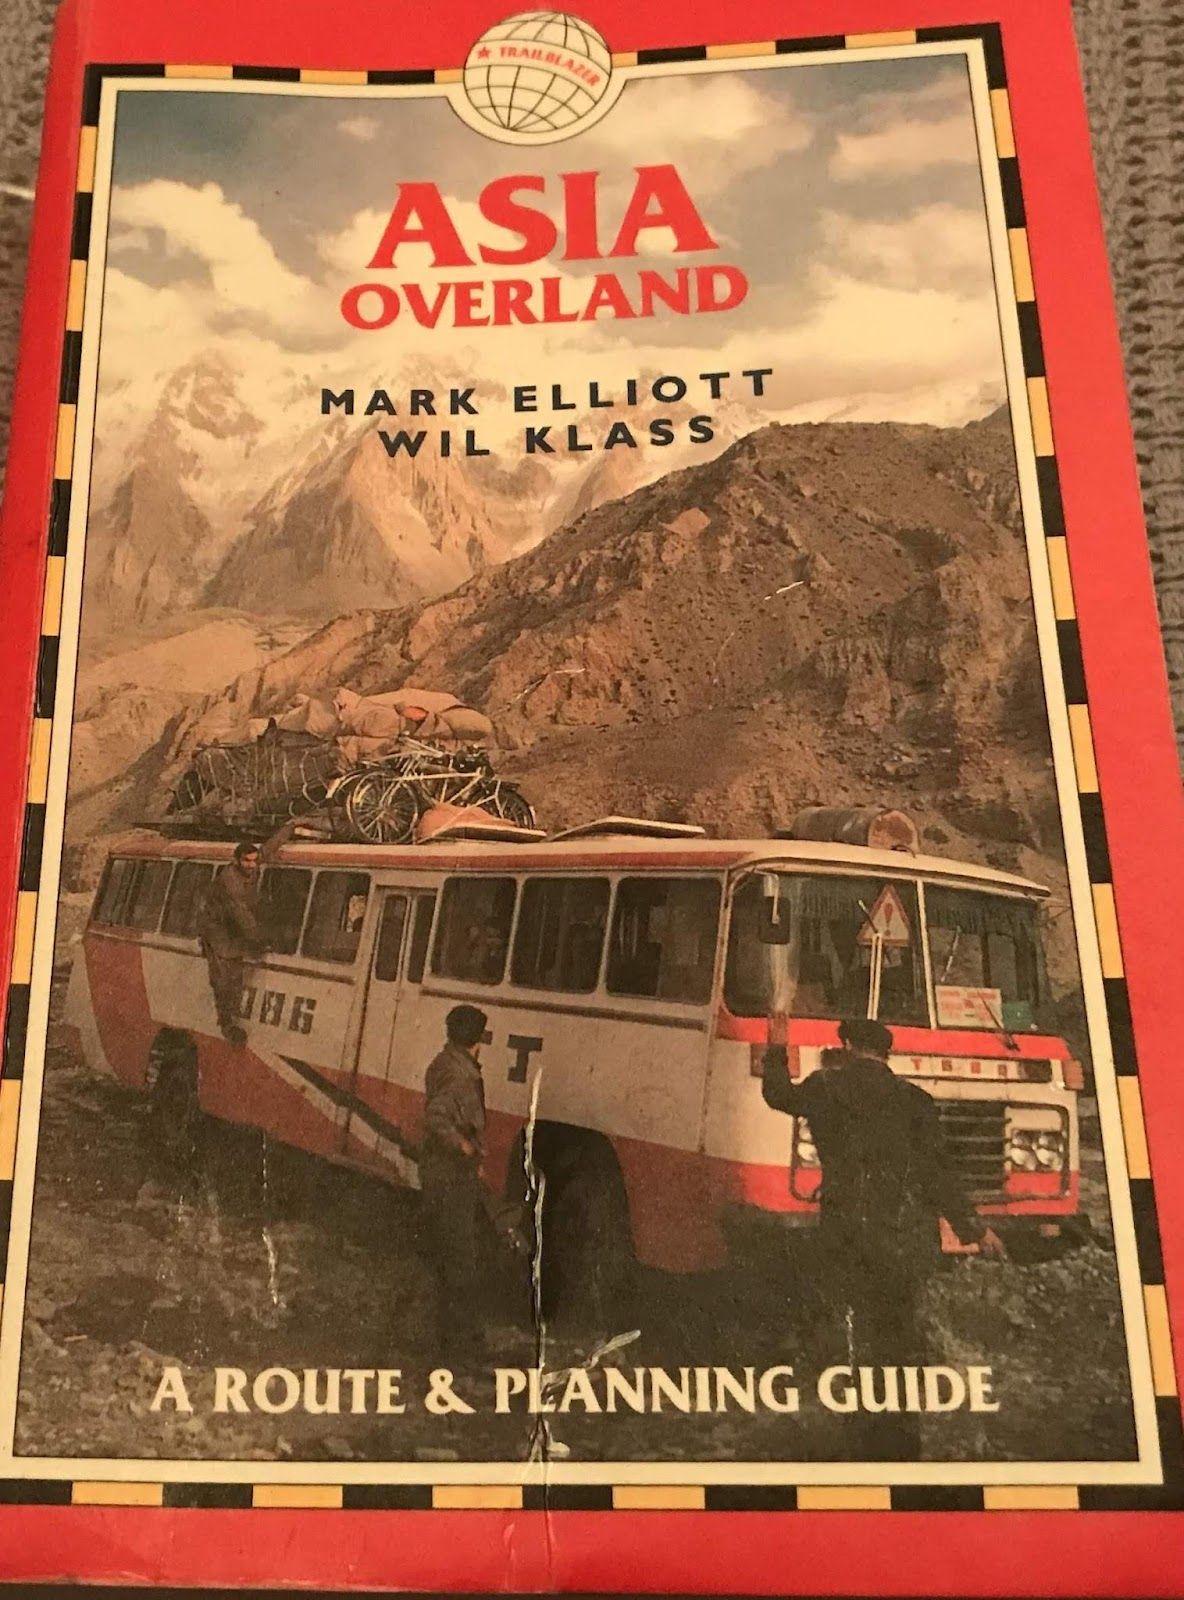 ★ TRAILBLAZER
ASIA
OVERLAND
MARK ELLIOTT
WIL KLASS
A ROUTE & PLANNING GUIDE